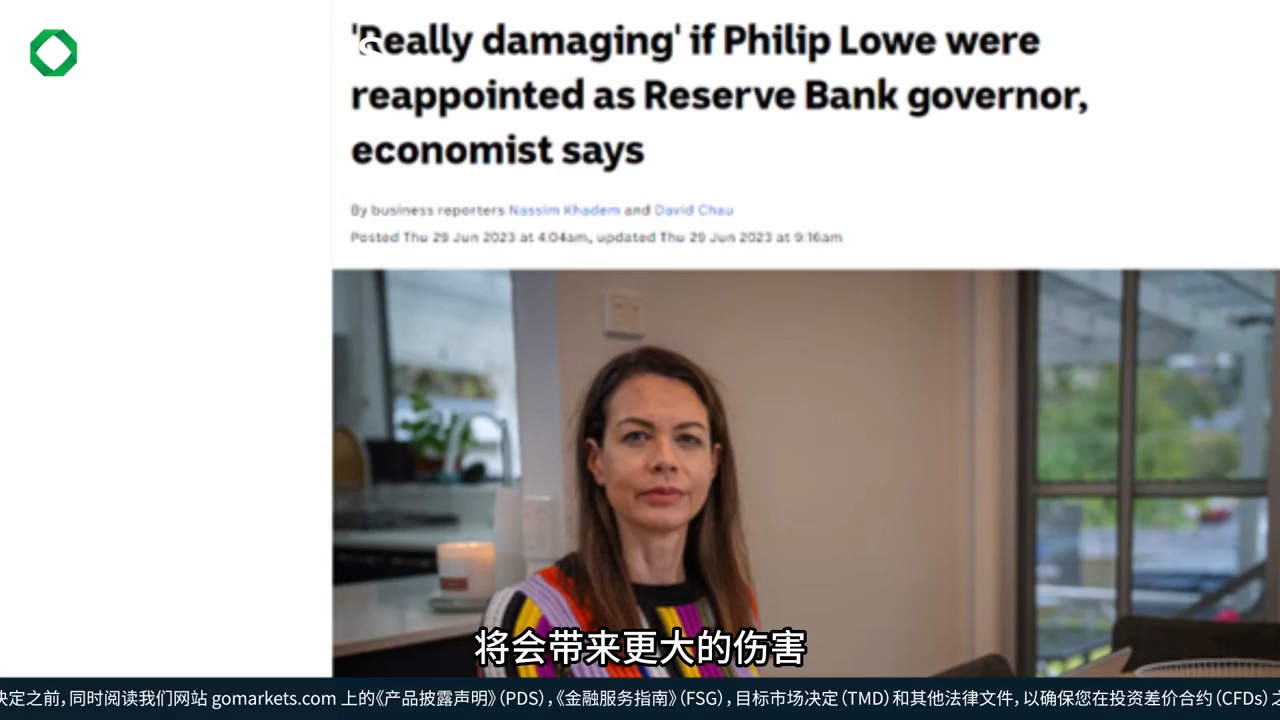 'Really damaging' if Philip Lowe were
reappointed as Reserve Bank governor,
economist says
By business reporters Nassim Khadem and David Chau
Posted Thu 29 Jun 2023 at 4:04am, updated Thu 29 Jun 2023 at 9:16am
将会带来更大的伤害
决定之前，同时阅读我们网站 gomarkets.com 上的《产品披露声明》（PDS），《金融服务指南》（FSG），目标市场决定（TMD）和其他法律文件，以确保您在投资差价合约（CFDs）之